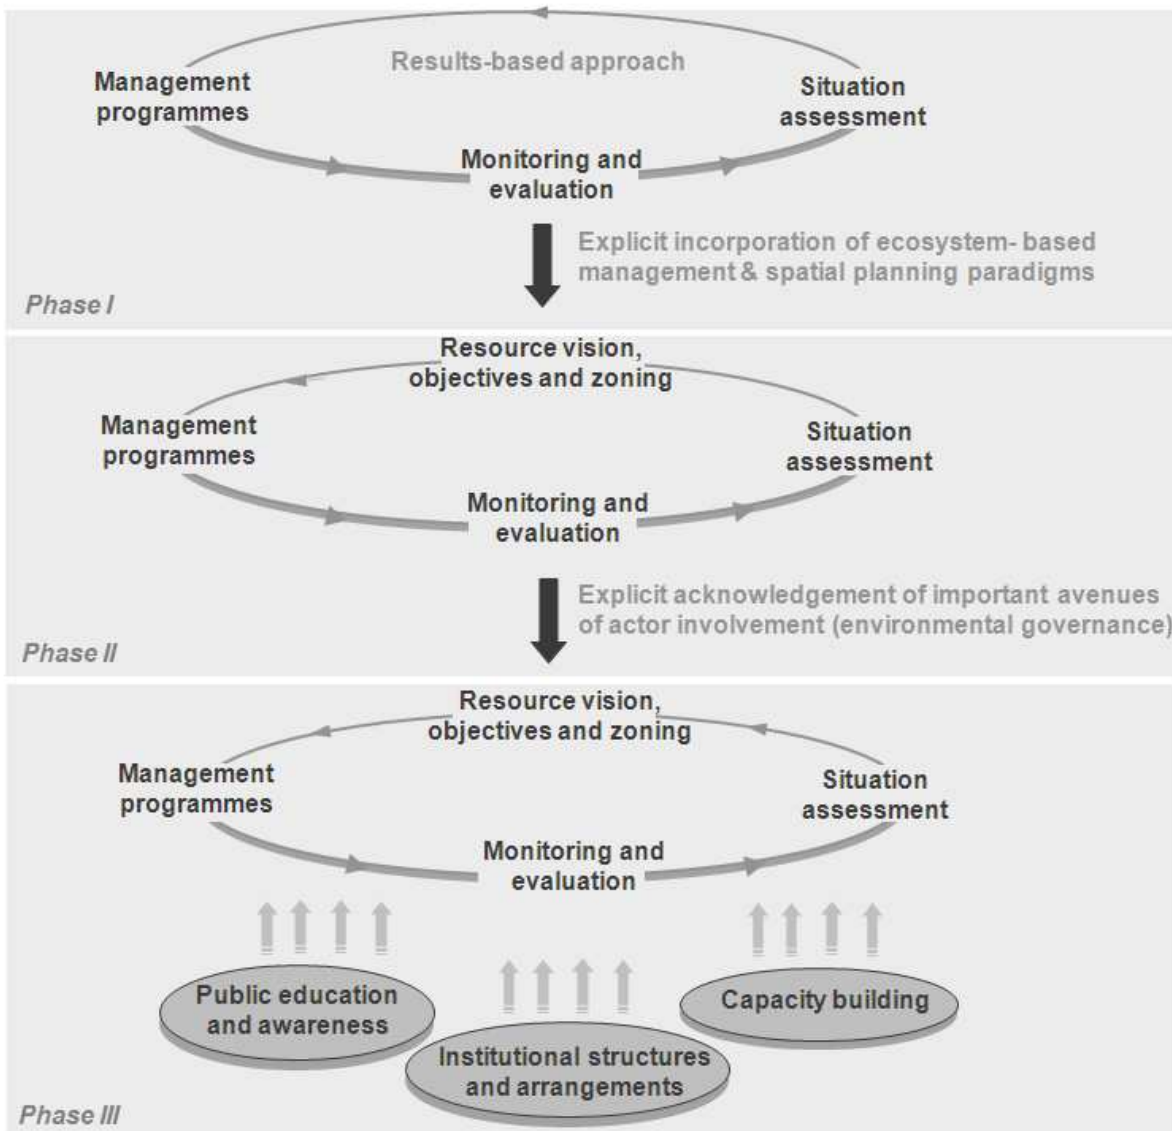 Results-based approach
Management
programmes
Situation
assessment
Monitoring and
evaluation
Explicit incorporation of ecosystem- based
management & spatial planning paradigms
Phase I
Resource vision,
objectives and zoning
Management
programmes
Situation
assessment
Monitoring and
evaluation
Explicit acknowledgement of important avenues
of actor involvement (environmental governance)
Phase II
Resource vision,
objectives and zoning
Management
programmes
Situation
assessment
Monitoring and
evaluation
Public education
and awareness
Institutional structures
and arrangements
Capacity building
Phase III